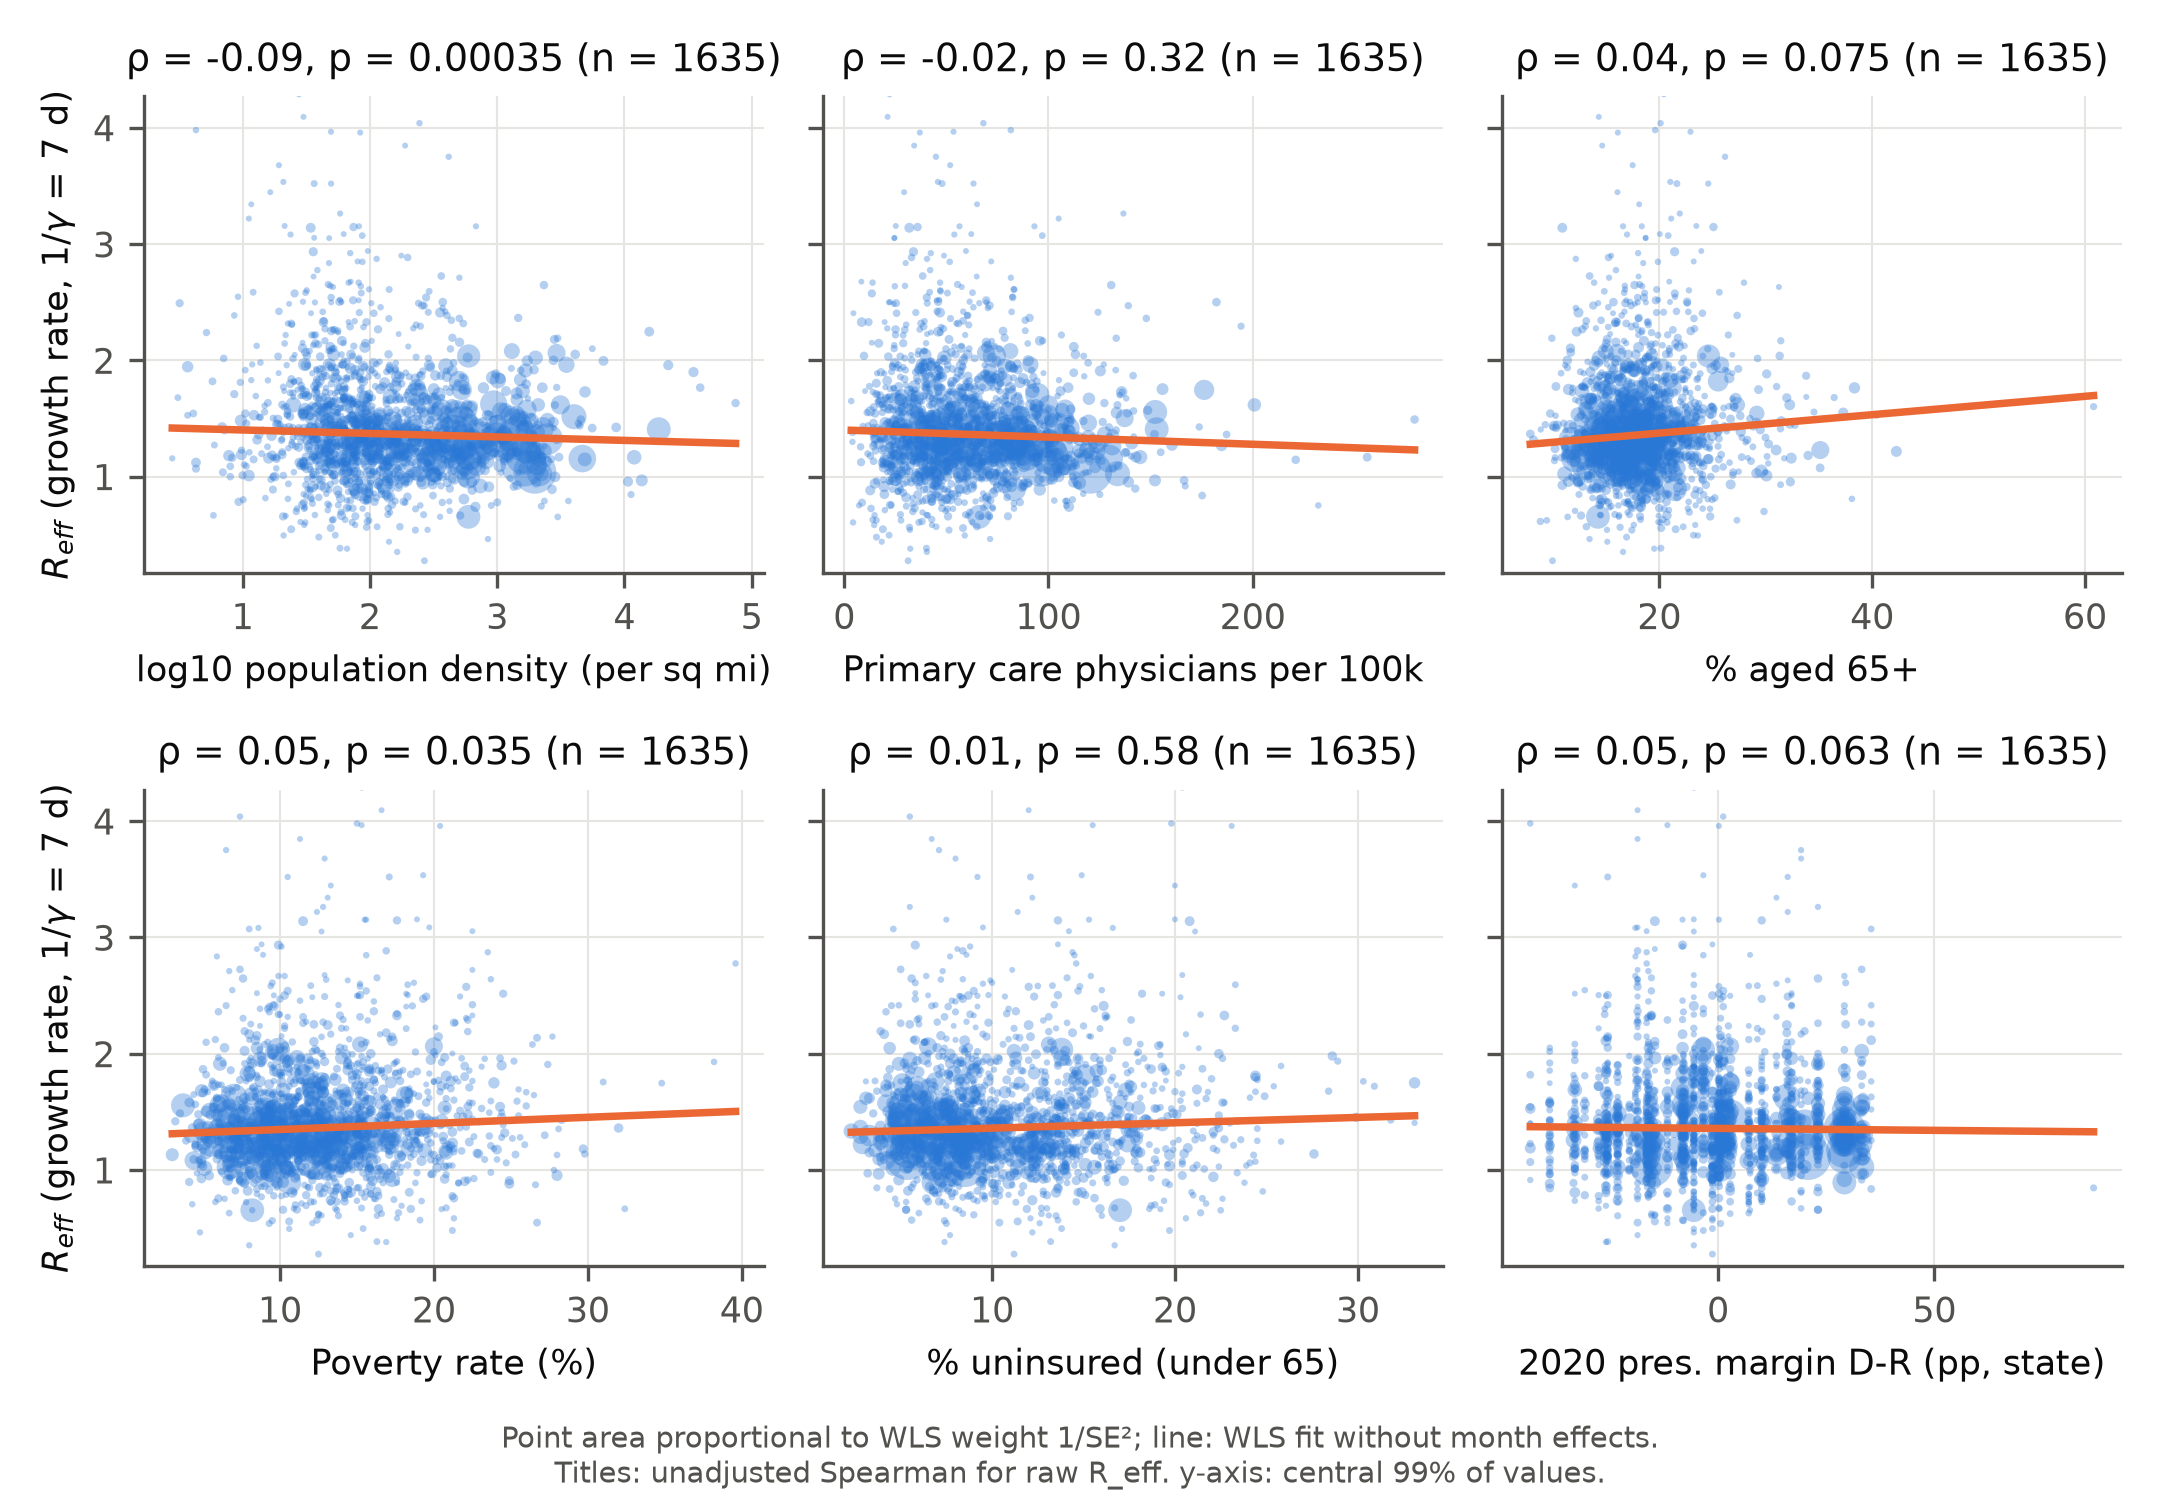 ρ = -0.09, p = 0.00035 (n = 1635)
ρ = -0.02, p = 0.32 (n = 1635)
ρ = 0.04, p = 0.075 (n = 1635)
R_eff (growth rate, 1/γ = 7 d)
4
3
2
1
1 2 3 4 5
0 100 200
20 40 60
log10 population density (per sq mi)
Primary care physicians per 100k
% aged 65+
ρ = 0.05, p = 0.035 (n = 1635)
ρ = 0.01, p = 0.58 (n = 1635)
ρ = 0.05, p = 0.063 (n = 1635)
R_eff (growth rate, 1/γ = 7 d)
4
3
2
1
10 20 30 40
10 20 30
0 50
Poverty rate (%)
% uninsured (under 65)
2020 pres. margin D-R (pp, state)
Point area proportional to WLS weight 1/SE²; line: WLS fit without month effects.
Titles: unadjusted Spearman for raw R_eff. y-axis: central 99% of values.